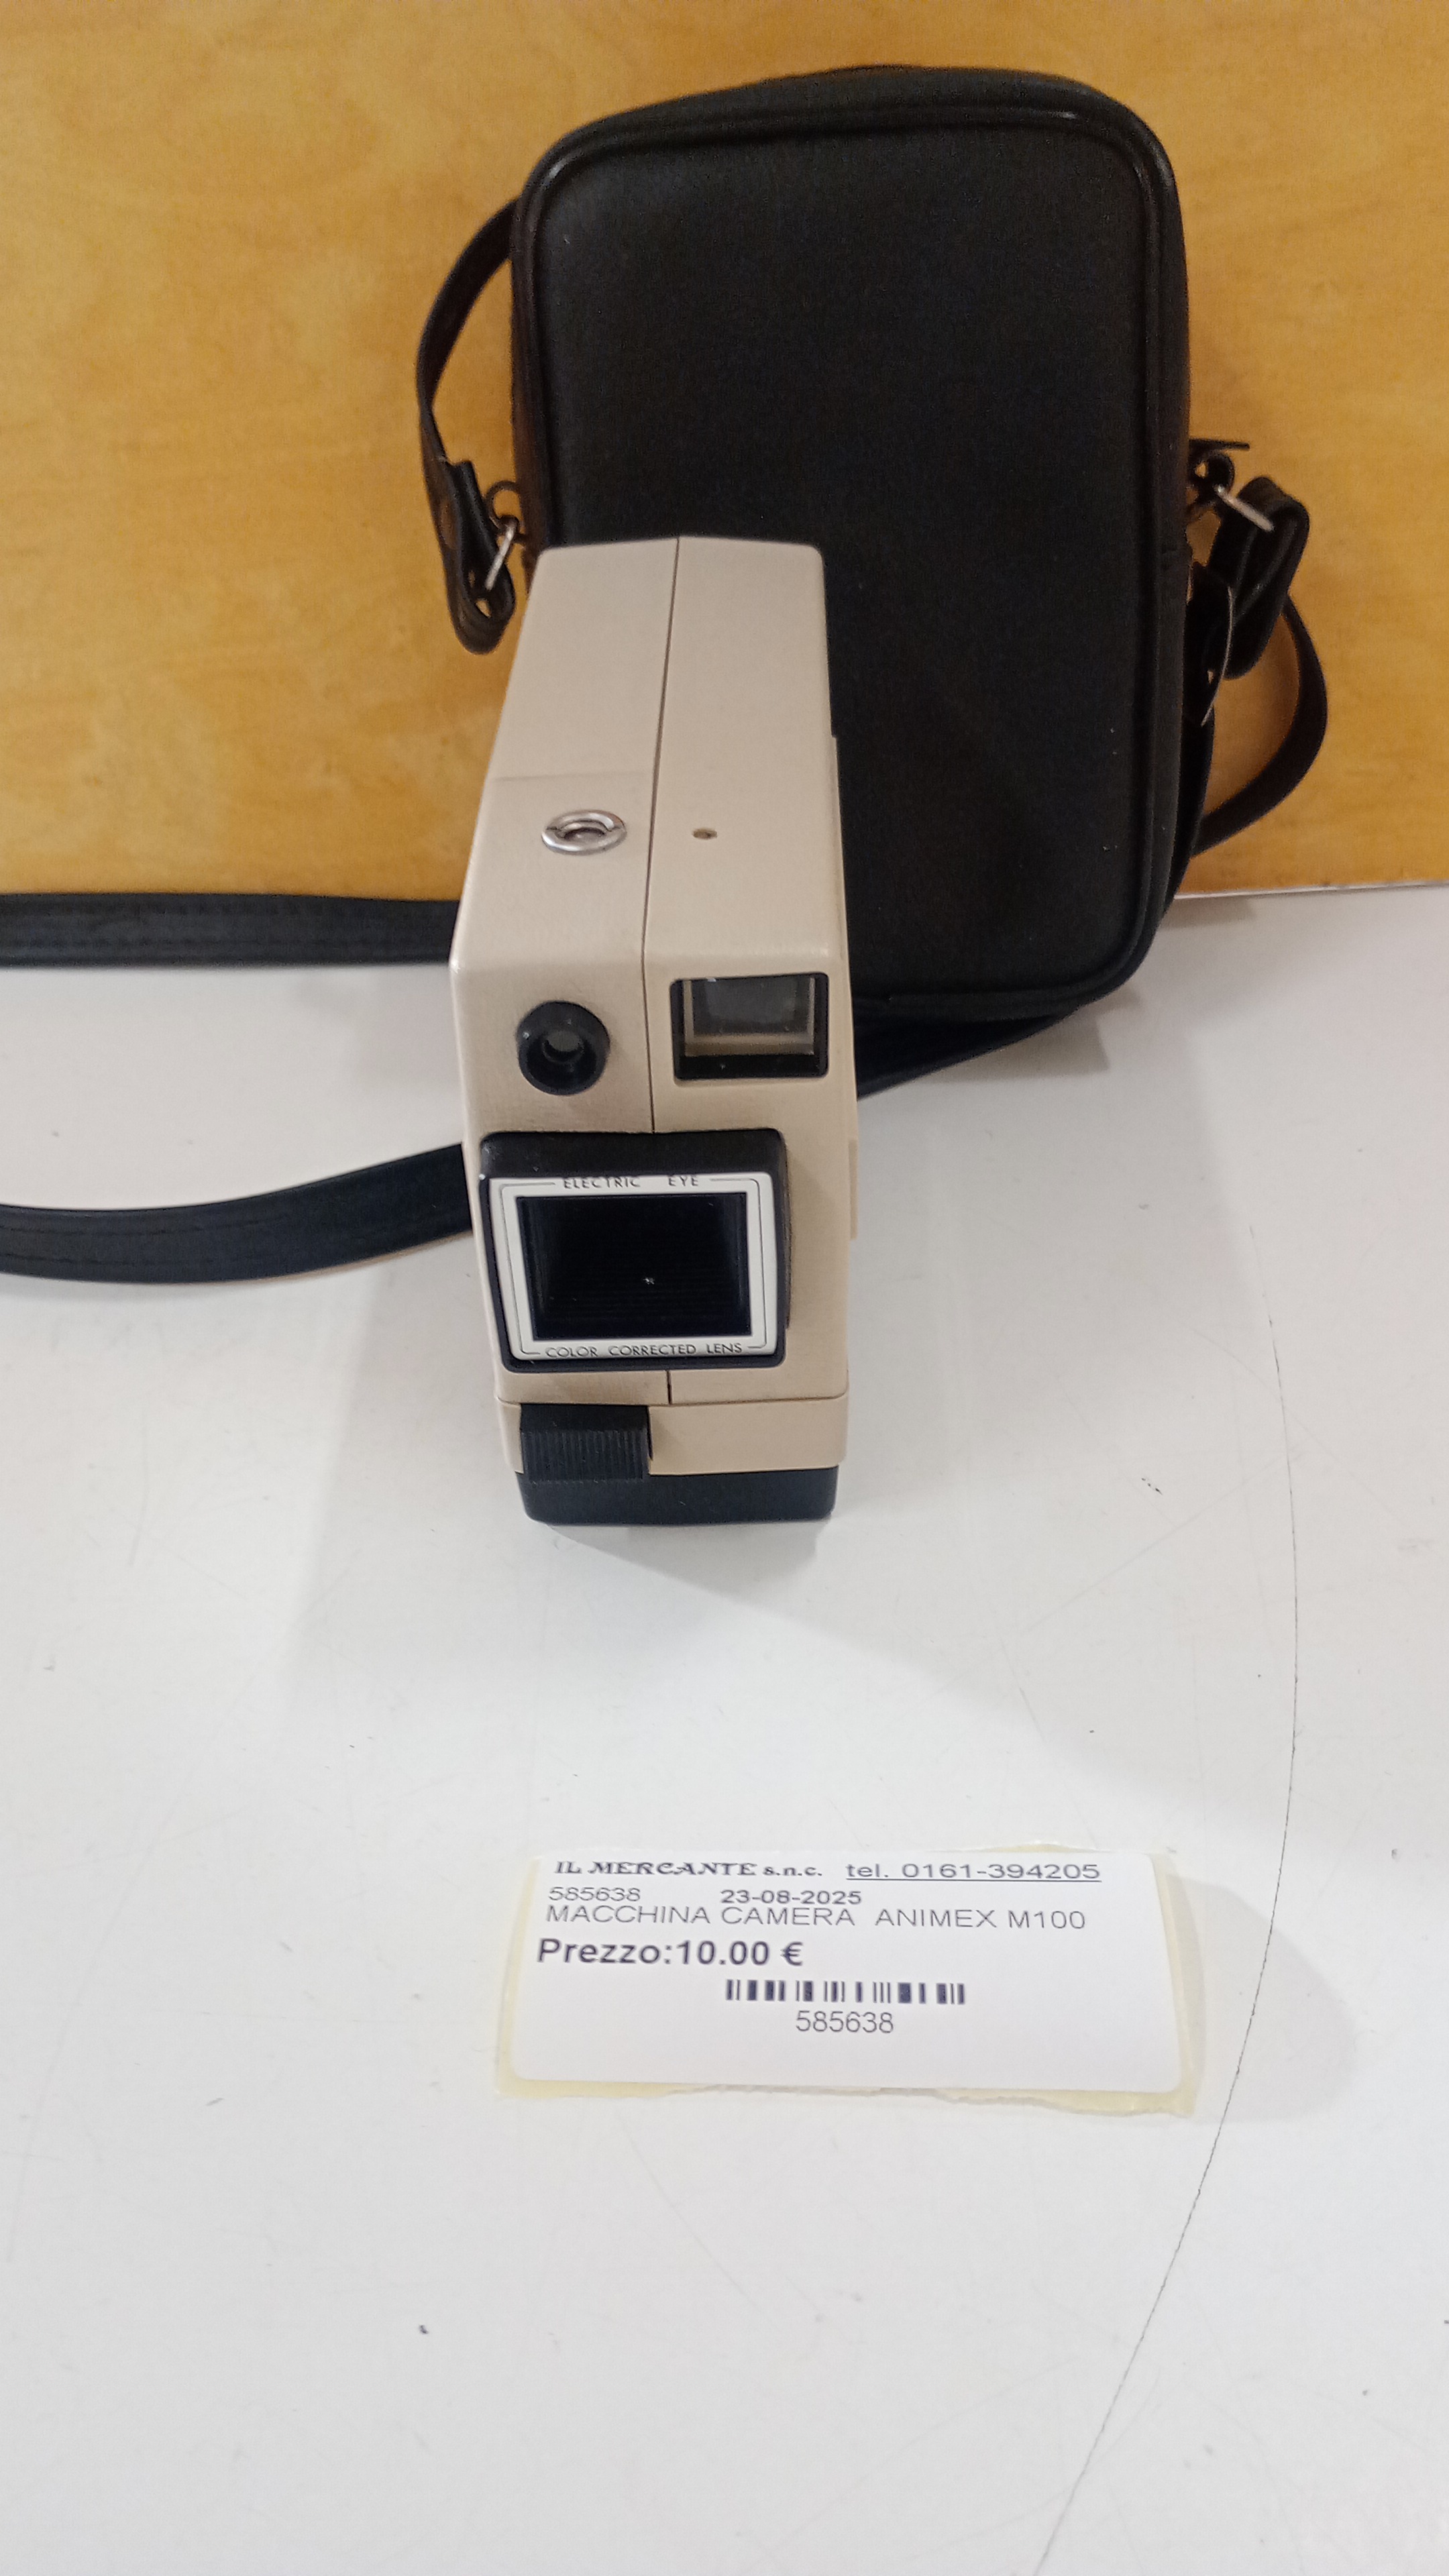 ELECTRIC EYE
COLOR CORRECTED LENS
IL MERCANTE s.n.c. tel. 0161-394205
585638 23-08-2025
MACCHINA CAMERA ANIMEX M100
Prezzo:10.00 €
585638